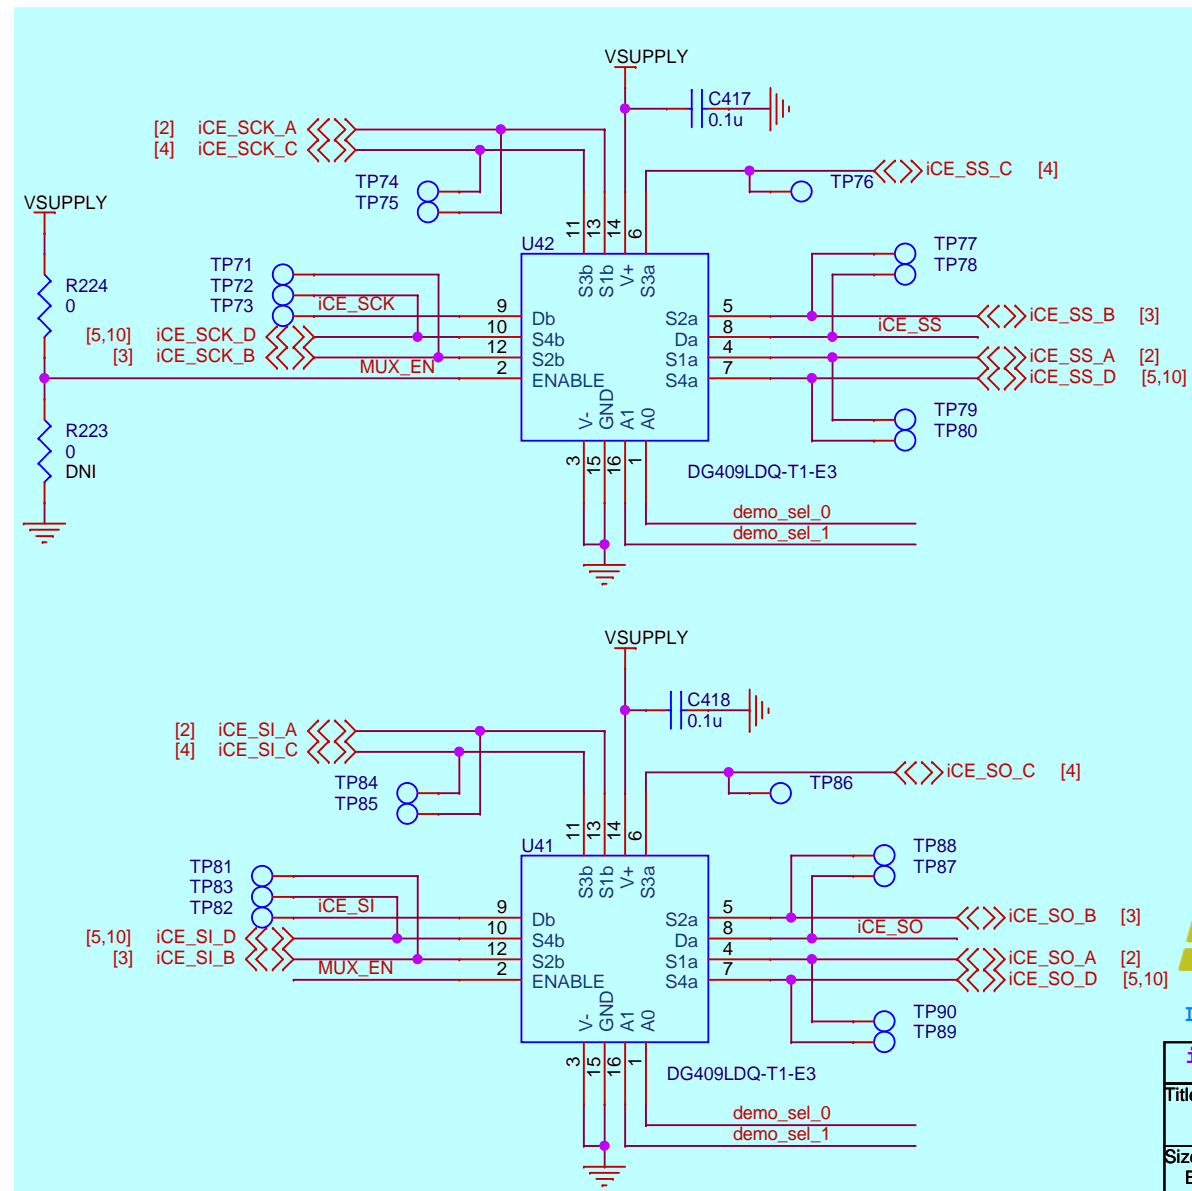 VSUPPLY
C417
0.1u
[2] iCE_SCK_A
[4] iCE_SCK_C
TP74
TP75
TP76
iCE_SS_C [4]
VSUPPLY
R224
0
R223
0
DNI
TP71
TP72
TP73
iCE_SCK
[5,10] iCE_SCK_D
[3] iCE_SCK_B
MUX_EN
U42
11
13
14
6
S3b
S1b
V+
S3a
9 Db
10 S4b
12 S2b
2 ENABLE
S2a 5
Da 8
S1a 4
S4a 7
V-
GND
A1
A0
3
15
16
1
TP77
TP78
iCE_SS_B [3]
iCE_SS
iCE_SS_A [2]
iCE_SS_D [5,10]
TP79
TP80
DG409LDQ-T1-E3
demo_sel_0
demo_sel_1
VSUPPLY
C418
0.1u
[2] iCE_SI_A
[4] iCE_SI_C
TP84
TP85
TP86
iCE_SO_C [4]
TP81
TP83
TP82
iCE_SI
[5,10] iCE_SI_D
[3] iCE_SI_B
MUX_EN
U41
11
13
14
6
S3b
S1b
V+
S3a
9 Db
10 S4b
12 S2b
2 ENABLE
S2a 5
Da 8
S1a 4
S4a 7
V-
GND
A1
A0
3
15
16
1
TP88
TP87
iCE_SO_B [3]
iCE_SO
iCE_SO_A [2]
iCE_SO_D [5,10]
TP90
TP89
DG409LDQ-T1-E3
demo_sel_0
demo_sel_1
Title
Size